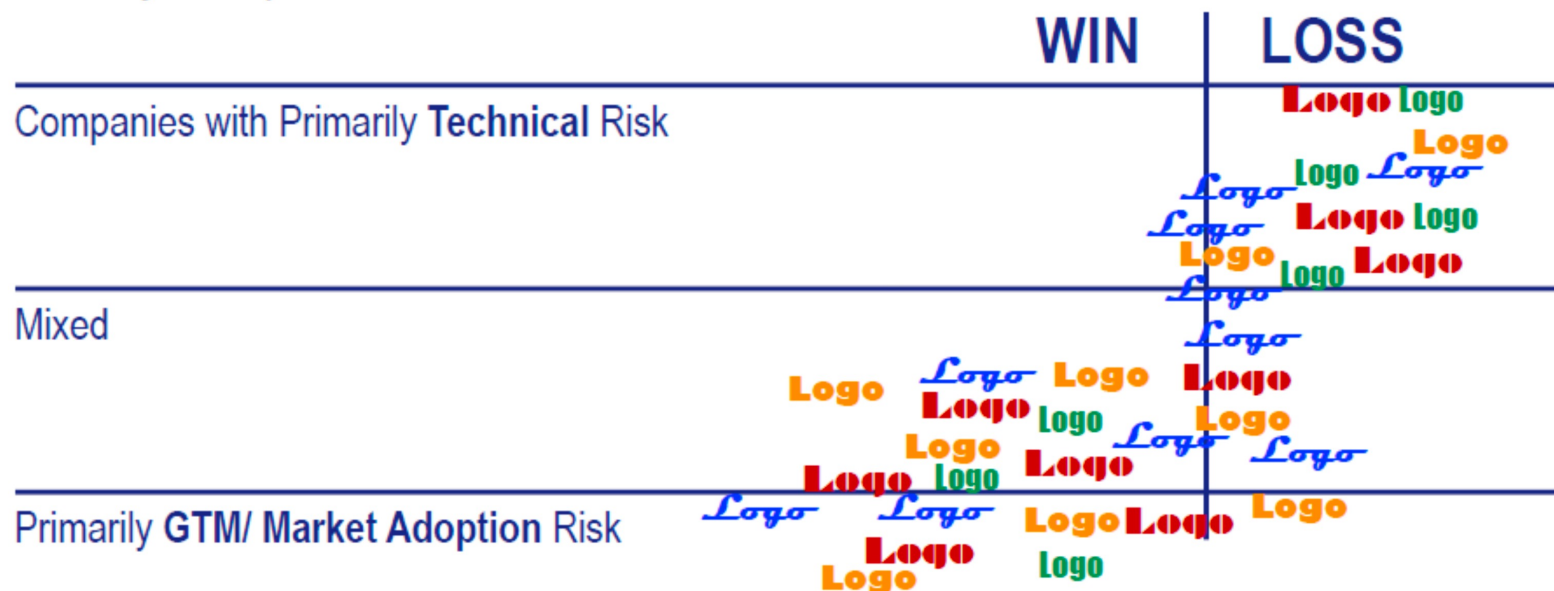 WIN LOSS
Logo Logo
Companies with Primarily Technical Risk
Logo
Logo Logo
Logo
Logo Logo Logo
Logo Logo
Logo
Logo
Mixed
Logo
Logo Logo Logo Logo
Logo Logo Logo
Logo Logo Logo
Logo Logo Logo
Logo Logo Logo Logo Logo
Primarily GTM/ Market Adoption Risk
Logo Logo
Logo